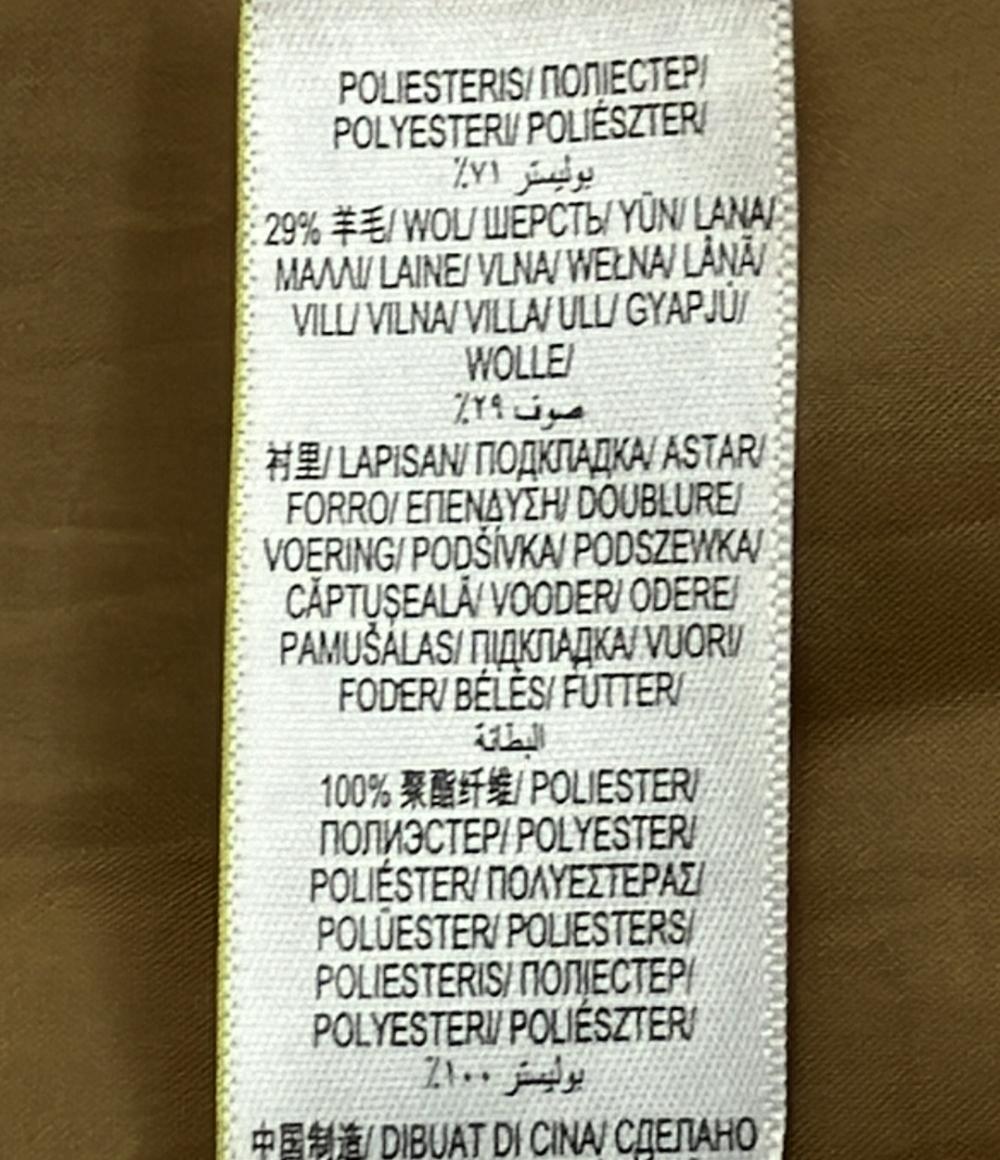 POLIESTERIS/ ПОЛІЕСТЕР/
POLYESTERI/ POLIÉSZTER/
بوليستر ٧١٪
29% 羊毛/ WOL/ ШЕРСТЬ/ YÜN/ LANA/
ΜΑΛΛΙ/ LAINE/ VLNA/ WEŁNA/ LÂNĂ/
VILL/ VILNA/ VILLA/ ULL/ GYAPJÚ/
WOLLE/
صوف ٢٩٪
衬里/ LAPISAN/ ПОДКЛАДКА/ ASTAR/
FORRO/ ΕΠΕΝΔΥΣΗ/ DOUBLURE/
VOERING/ PODŠÍVKA/ PODSZEWKA/
CĂPTUȘEALĂ/ VOODER/ ODERE/
PAMUŠALAS/ ПІДКЛАДКА/ VUORI/
FODER/ BÉLÉS/ FUTTER/
البطانة
100% 聚酯纤维/ POLIESTER/
ПОЛИЭСТЕР/ POLYESTER/
POLIÉSTER/ ΠΟΛΥΕΣΤΕΡΑΣ/
POLÜESTER/ POLIESTERS/
POLIESTERIS/ ПОЛІЕСТЕР/
POLYESTERI/ POLIÉSZTER/
بوليستر ١٠٠٪
中国制造/ DIBUAT DI CINA/ СДЕЛАНО